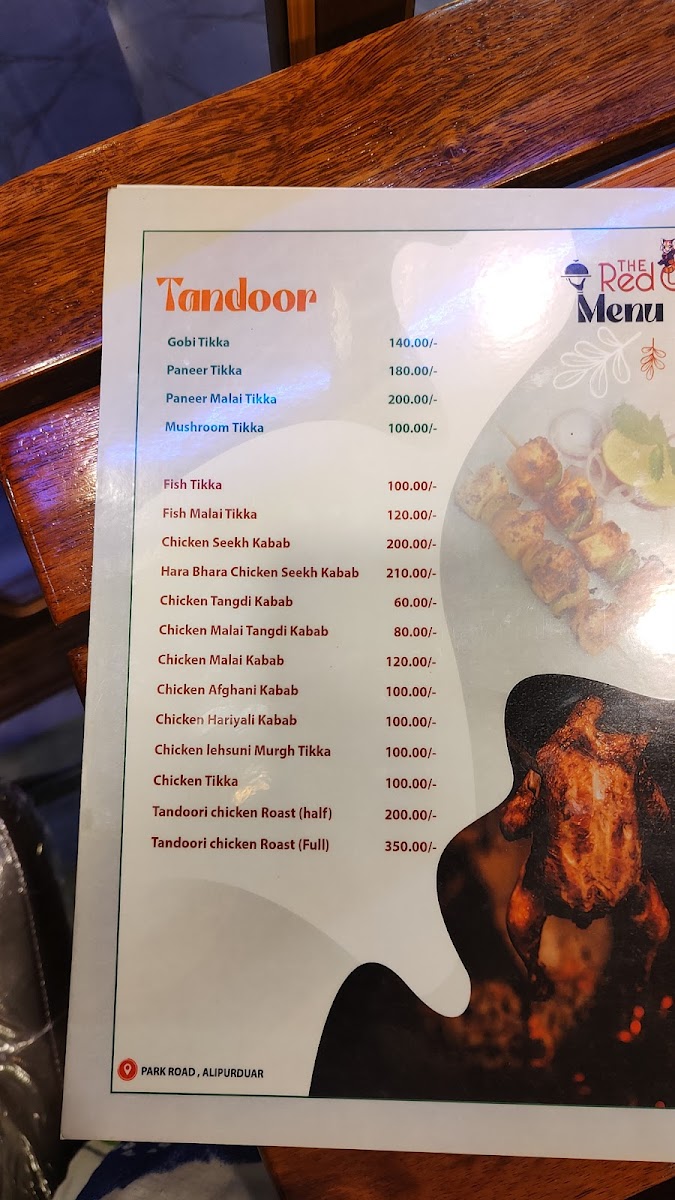 THE
Red
Menu
Tandoor
Gobi Tikka 140.00/-
Paneer Tikka 180.00/-
Paneer Malai Tikka 200.00/-
Mushroom Tikka 100.00/-
Fish Tikka 100.00/-
Fish Malai Tikka 120.00/-
Chicken Seekh Kabab 200.00/-
Hara Bhara Chicken Seekh Kabab 210.00/-
Chicken Tangdi Kabab 60.00/-
Chicken Malai Tangdi Kabab 80.00/-
Chicken Malai Kabab 120.00/-
Chicken Afghani Kabab 100.00/-
Chicken Hariyali Kabab 100.00/-
Chicken lehsuni Murgh Tikka 100.00/-
Chicken Tikka 100.00/-
Tandoori chicken Roast (half) 200.00/-
Tandoori chicken Roast (Full) 350.00/-
PARK ROAD , ALIPURDUAR